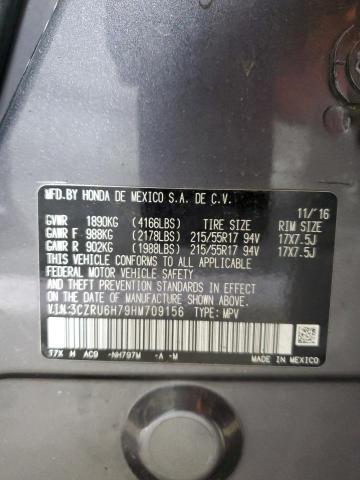 MFD.BY HONDA DE MEXICO S.A. DE C.V.
11/'16
GVWR 1890KG (4166LBS) TIRE SIZE RIM SIZE
GAWR F 988KG (2178LBS) 215/55R17 94V 17X7.5J
GAWR R 902KG (1988LBS) 215/55R17 94V 17X7.5J
THIS VEHICLE CONFORMS TO ALL APPLICABLE
FEDERAL MOTOR VEHICLE SAFETY, BUMPER,
AND THEFT PREVENTION STANDARDS IN EFFECT
ON THE DATE OF MANUFACTURE SHOWN ABOVE.
V.I.N:3CZRU6H79HM709156 TYPE: MPV
17X H AC9 -NH797M -A -M
MADE IN MEXICO